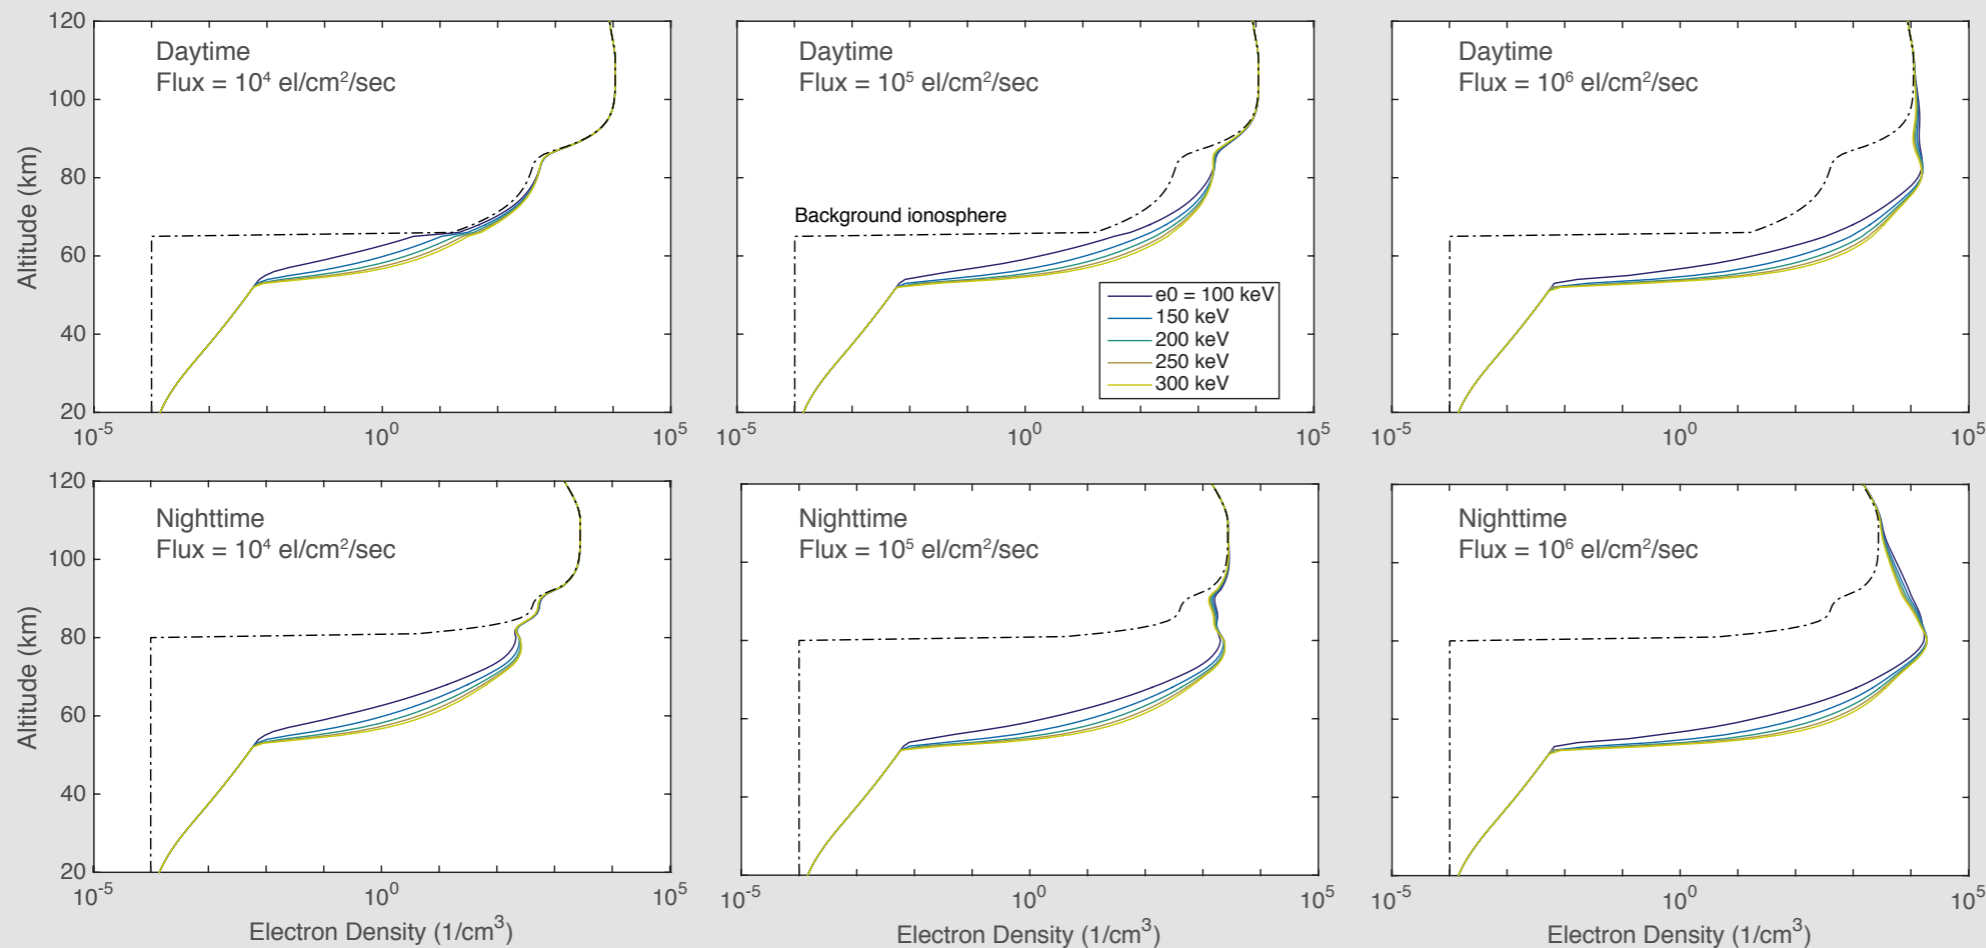 120
100
80
60
40
20
Altitude (km)
Daytime
Flux = 10⁴ el/cm²/sec
10⁻⁵
10⁰
10⁵
Daytime
Flux = 10⁵ el/cm²/sec
Background ionosphere
e0 = 100 keV
150 keV
200 keV
250 keV
300 keV
10⁻⁵
10⁰
10⁵
Daytime
Flux = 10⁶ el/cm²/sec
10⁻⁵
10⁰
10⁵
120
100
80
60
40
20
Altitude (km)
Nighttime
Flux = 10⁴ el/cm²/sec
10⁻⁵
10⁰
10⁵
Electron Density (1/cm³)
Nighttime
Flux = 10⁵ el/cm²/sec
10⁻⁵
10⁰
10⁵
Electron Density (1/cm³)
Nighttime
Flux = 10⁶ el/cm²/sec
10⁻⁵
10⁰
10⁵
Electron Density (1/cm³)